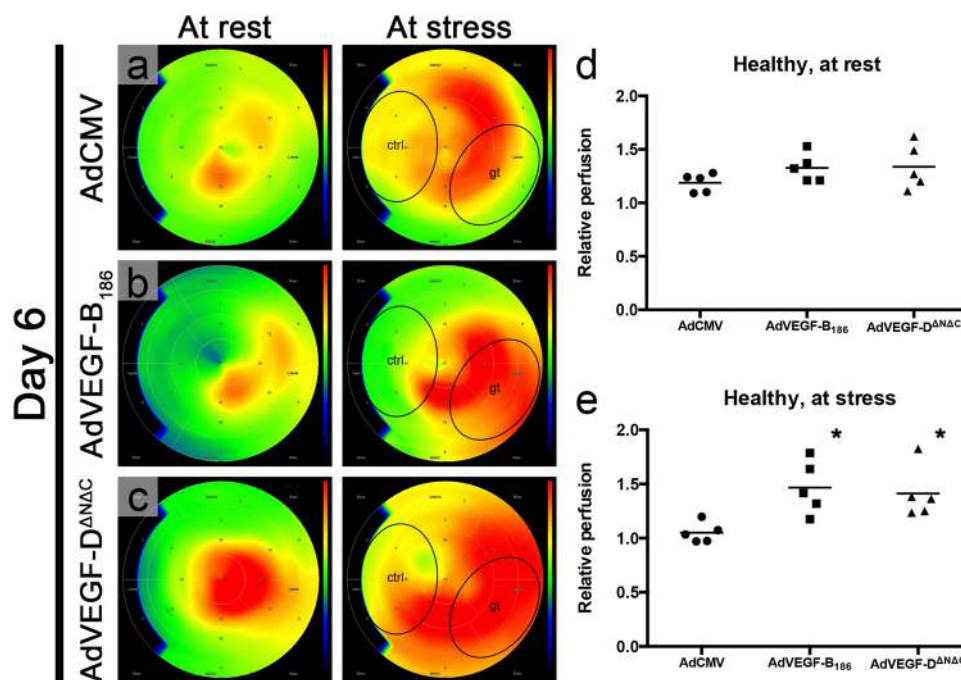 At rest
At stress
Day 6
AdCMV
a
ctrl
gt
AdVEGF-B186
b
ctrl
gt
AdVEGF-DΔNΔC
c
ctrl
gt
d
Healthy, at rest
Relative perfusion
2.0
1.5
1.0
0.5
0.0
AdCMV
AdVEGF-B186
AdVEGF-DΔNΔC
e
Healthy, at stress
Relative perfusion
2.0
1.5
1.0
0.5
0.0
*
*
AdCMV
AdVEGF-B186
AdVEGF-DΔNΔC